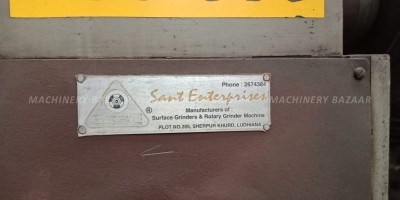 Phone : 2674384
Sant Enterprises
Manufacturers of :
Surface Grinders & Rotary Grinder Machine
PLOT NO.295, SHERPUR KHURD, LUDHIANA
®
MACHINERY BAZAAR
MACHINERY BAZAAR